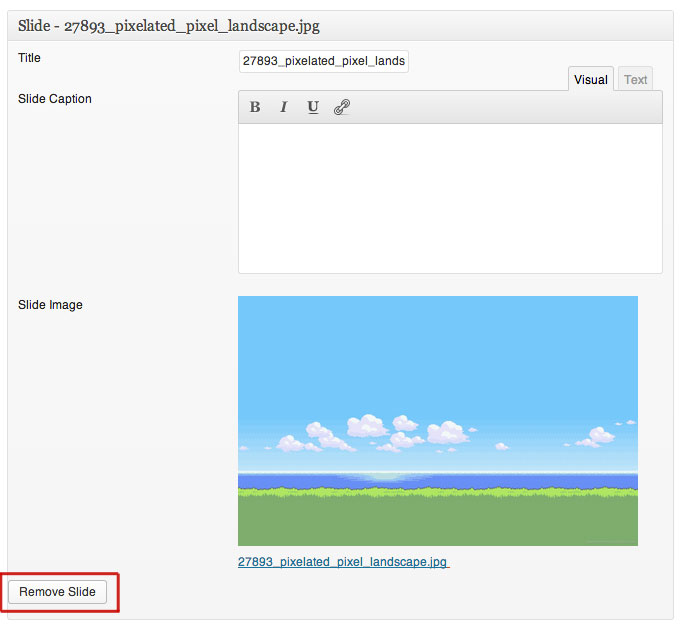 Slide - 27893_pixelated_pixel_landscape.jpg
Title
27893_pixelated_pixel_lands
Visual Text
Slide Caption
B I U
Slide Image
27893_pixelated_pixel_landscape.jpg
Remove Slide